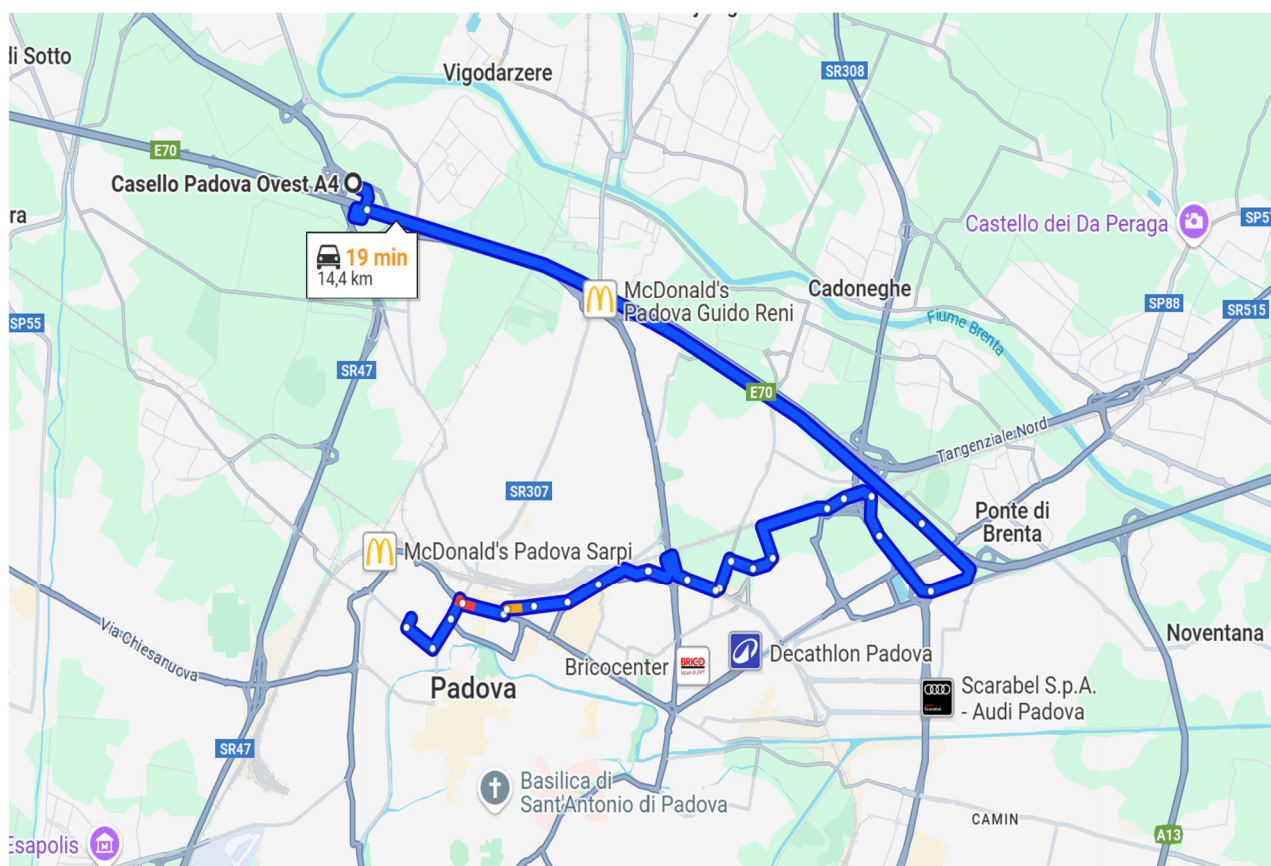 di Sotto
Vigodarzere
SR308
E70
Casello Padova Ovest A4
ra
Castello dei Da Peraga
SP57
19 min
14,4 km
McDonald's
Padova Guido Reni
Cadoneghe
Fiume Brenta
SP88
SR515
SP55
SR47
E70
Tangenziale Nord
SR307
Ponte di
Brenta
McDonald's Padova Sarpi
Via Chiesanuova
Noventana
Bricocenter
BRICO
Decathlon Padova
Padova
Scarabel S.p.A.
- Audi Padova
SR47
Basilica di
Sant'Antonio di Padova
CAMIN
A13
Esapolis